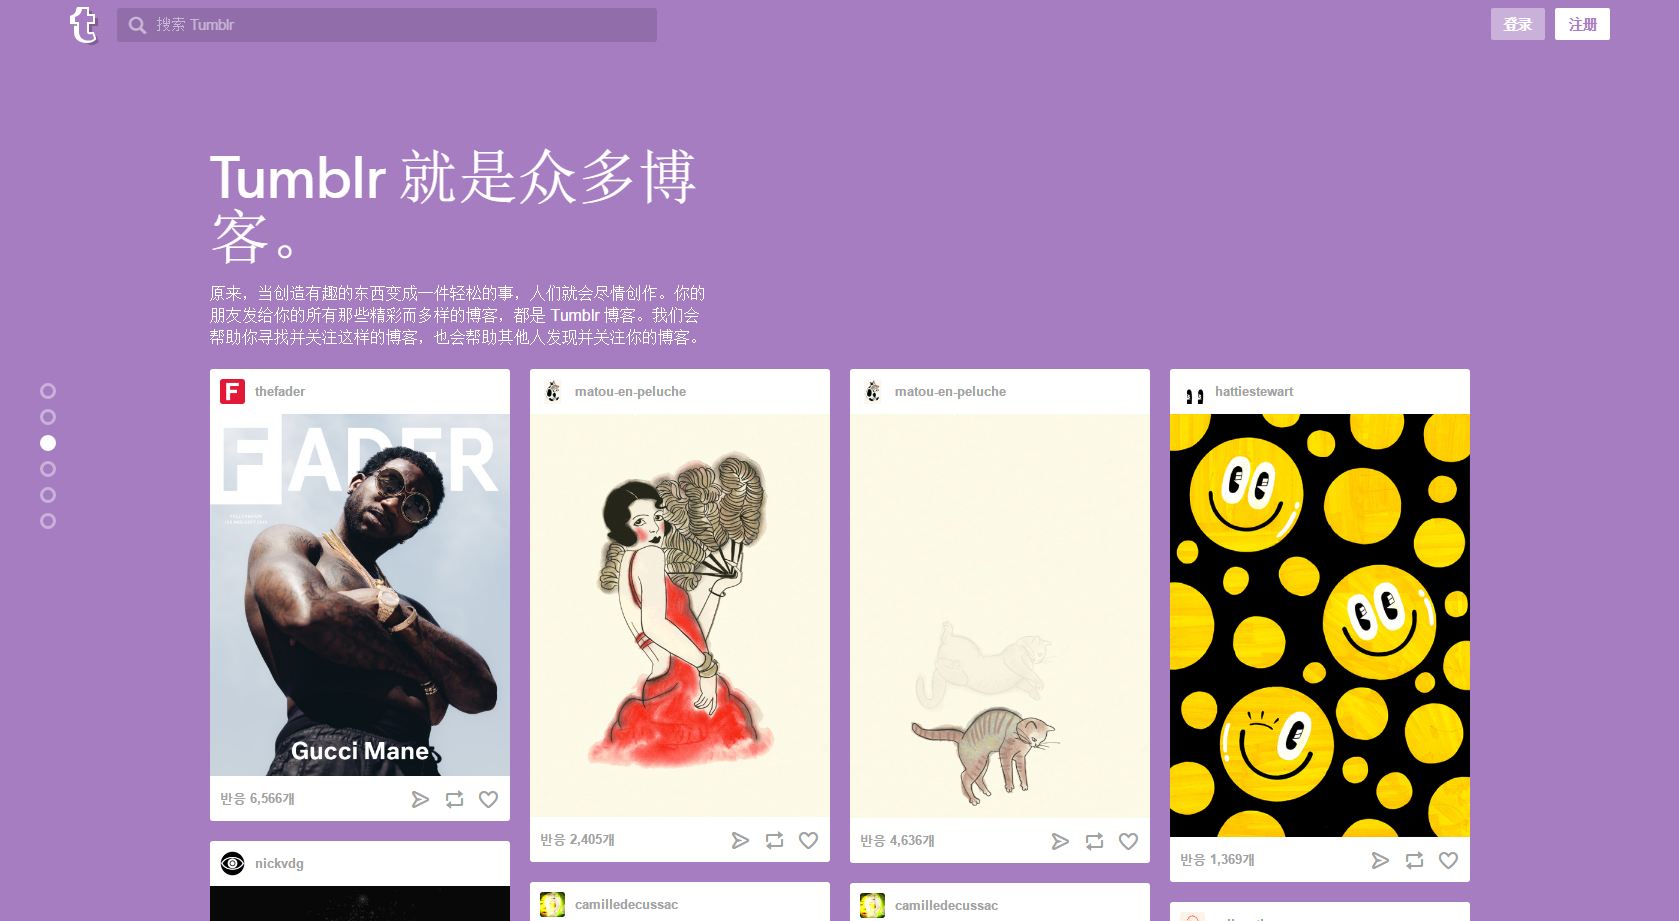 搜索 Tumblr
登录
注册
Tumblr 就是众多博
客。
原来，当创造有趣的东西变成一件轻松的事，人们就会尽情创作。你的
朋友发给你的所有那些精彩而多样的博客，都是 Tumblr 博客。我们会
帮助你寻找并关注这样的博客，也会帮助其他人发现并关注你的博客。
thefader
FADER
Gucci Mane
반응 6,566개
nickvdg
matou-en-peluche
반응 2,405개
camilledecussac
matou-en-peluche
반응 4,636개
camilledecussac
hattiestewart
반응 1,369개